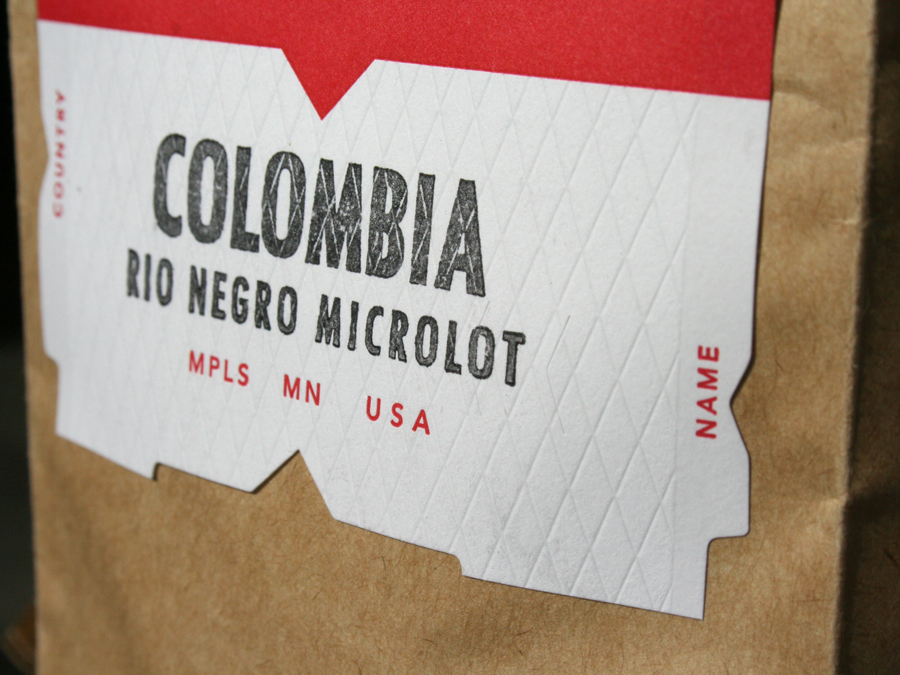 COUNTRY
COLOMBIA
RIO NEGRO MICROLOT
MPLS MN USA
NAME